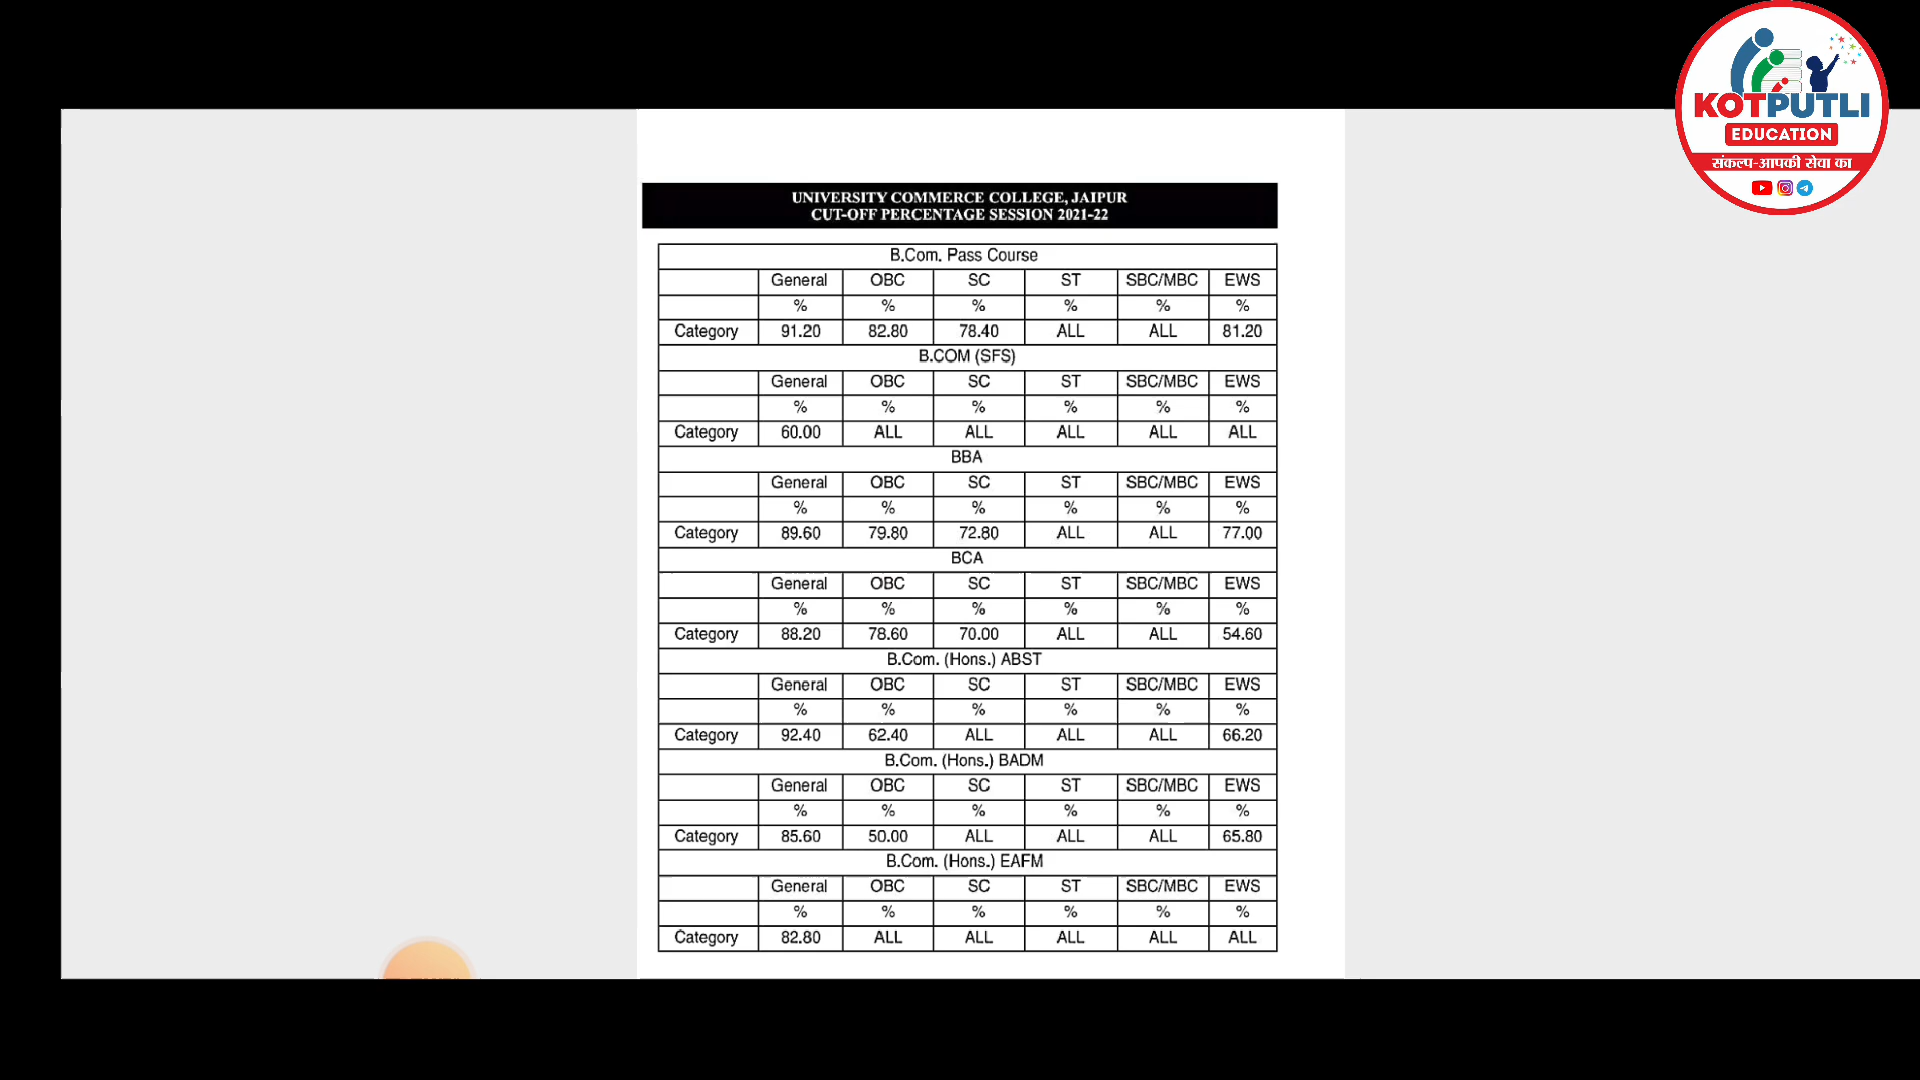 KOTPUTLI
EDUCATION
संकल्प-आपकी सेवा का
UNIVERSITY COMMERCE COLLEGE, JAIPUR
CUT-OFF PERCENTAGE SESSION 2021-22
B.Com. Pass Course
General OBC SC ST SBC/MBC EWS
% % % % % %
Category 91.20 82.80 78.40 ALL ALL 81.20
B.COM (SFS)
General OBC SC ST SBC/MBC EWS
% % % % % %
Category 60.00 ALL ALL ALL ALL ALL
BBA
General OBC SC ST SBC/MBC EWS
% % % % % %
Category 89.60 79.80 72.80 ALL ALL 77.00
BCA
General OBC SC ST SBC/MBC EWS
% % % % % %
Category 88.20 78.60 70.00 ALL ALL 54.60
B.Com. (Hons.) ABST
General OBC SC ST SBC/MBC EWS
% % % % % %
Category 92.40 62.40 ALL ALL ALL 66.20
B.Com. (Hons.) BADM
General OBC SC ST SBC/MBC EWS
% % % % % %
Category 85.60 50.00 ALL ALL ALL 65.80
B.Com. (Hons.) EAFM
General OBC SC ST SBC/MBC EWS
% % % % % %
Category 82.80 ALL ALL ALL ALL ALL